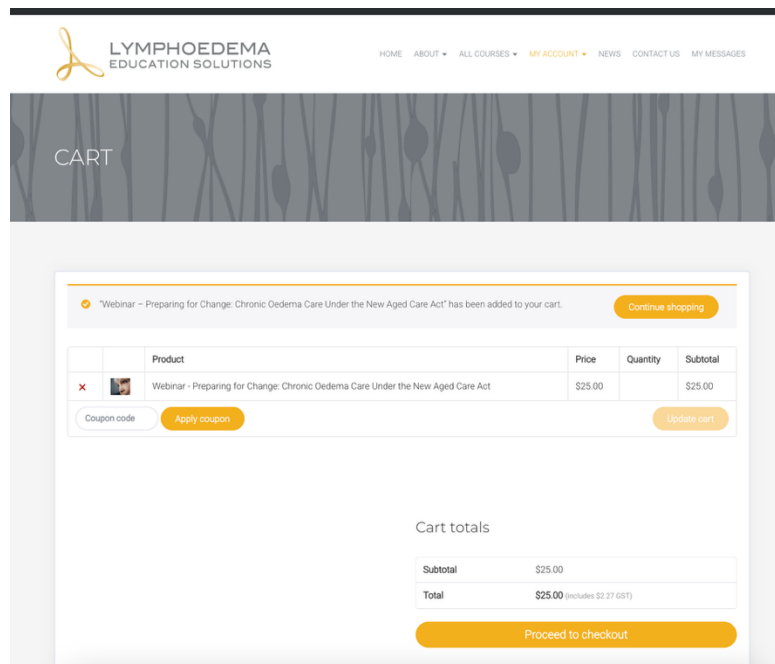 LYMPHOEDEMA
EDUCATION SOLUTIONS
HOME ABOUT ALL COURSES MY ACCOUNT NEWS CONTACT US MY MESSAGES
CART
"Webinar – Preparing for Change: Chronic Oedema Care Under the New Aged Care Act" has been added to your cart.
Continue shopping
Product Price Quantity Subtotal
× Webinar - Preparing for Change: Chronic Oedema Care Under the New Aged Care Act $25.00 $25.00
Coupon code Apply coupon Update cart
Cart totals
Subtotal $25.00
Total $25.00 (includes $2.27 GST)
Proceed to checkout